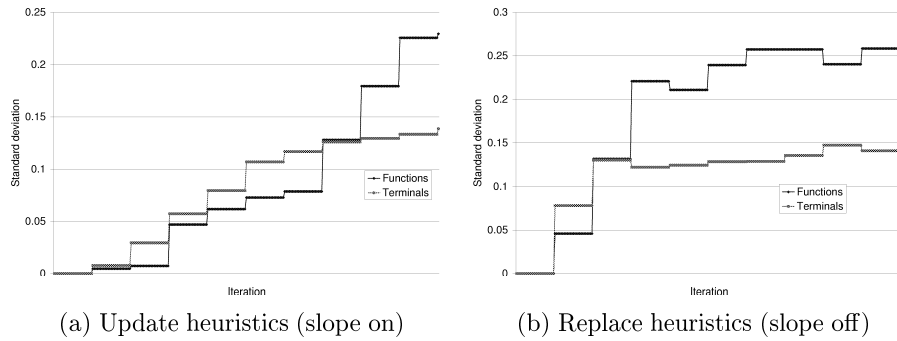 0.25
0.2
0.15
0.1
0.05
0
Standard deviation
Functions
Terminals
Iteration
(a) Update heuristics (slope on)
0.3
0.25
0.2
0.15
0.1
0.05
0
Standard deviation
Functions
Terminals
Iteration
(b) Replace heuristics (slope off)